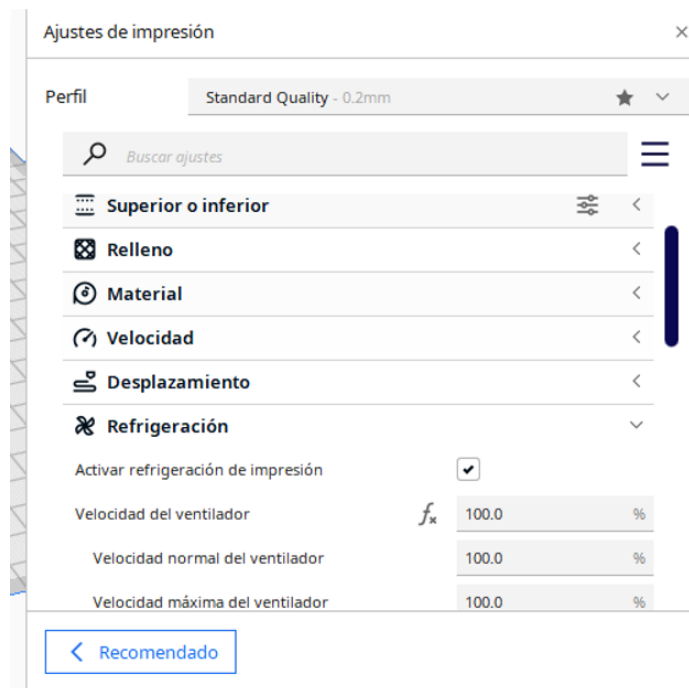 Ajustes de impresión
Perfil
Standard Quality - 0.2mm
Buscar ajustes
Superior o inferior
Relleno
Material
Velocidad
Desplazamiento
Refrigeración
Activar refrigeración de impresión
Velocidad del ventilador 100.0 %
Velocidad normal del ventilador 100.0 %
Velocidad máxima del ventilador 100.0 %
Recomendado